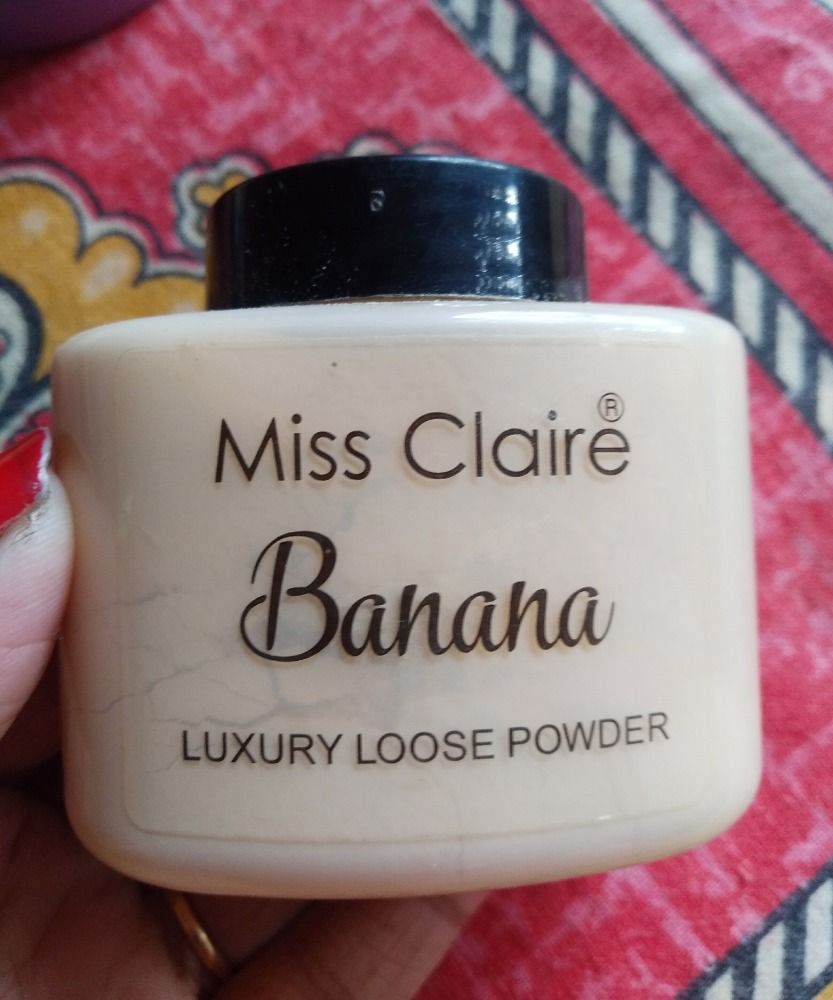 Miss Claire®
Banana
LUXURY LOOSE POWDER